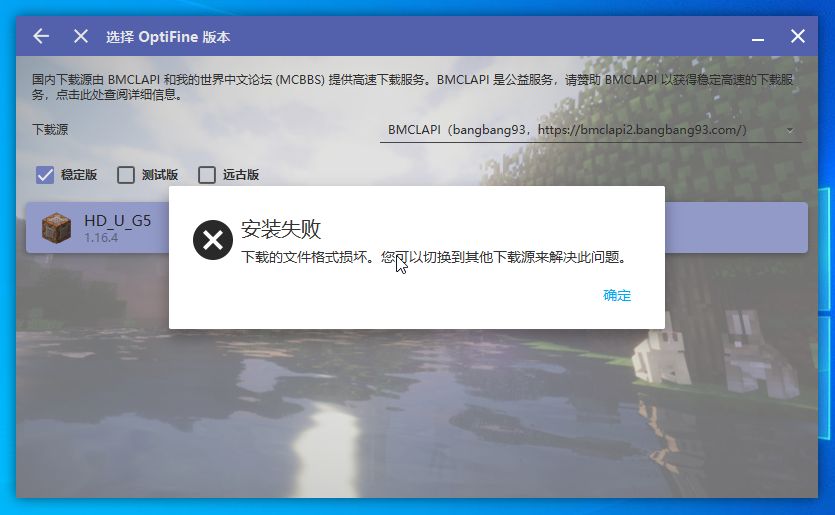 选择 OptiFine 版本
国内下载源由 BMCLAPI 和我的世界中文论坛 (MCBBS) 提供高速下载服务。BMCLAPI 是公益服务，请赞助 BMCLAPI 以获得稳定高速的下载服
务，点击此处查阅详细信息。
下载源
BMCLAPI（bangbang93，https://bmclapi2.bangbang93.com/）
稳定版 测试版 远古版
HD_U_G5
1.16.4
安装失败
下载的文件格式损坏。您可以切换到其他下载源来解决此问题。
确定